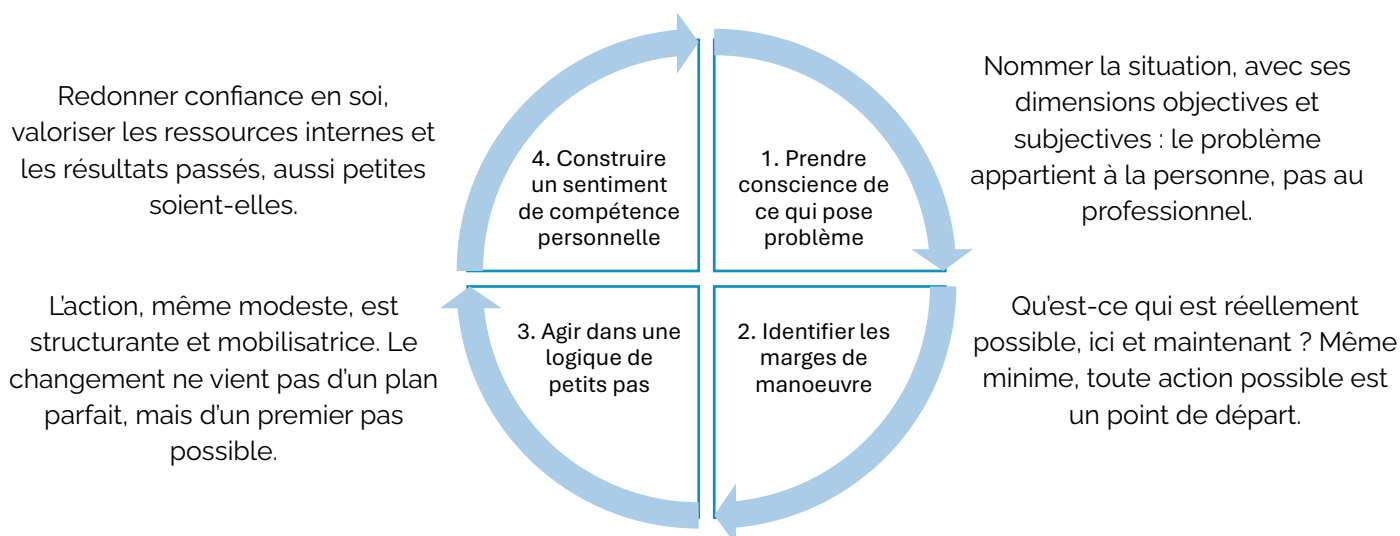 Redonner confiance en soi,
valoriser les ressources internes et
les résultats passés, aussi petites
soient-elles.
4. Construire
un sentiment
de compétence
personnelle
1. Prendre
conscience de
ce qui pose
problème
Nommer la situation, avec ses
dimensions objectives et
subjectives : le problème
appartient à la personne, pas au
professionnel.
L'action, même modeste, est
structurante et mobilisatrice. Le
changement ne vient pas d'un plan
parfait, mais d'un premier pas
possible.
3. Agir dans une
logique de
petits pas
2. Identifier les
marges de
manoeuvre
Qu'est-ce qui est réellement
possible, ici et maintenant ? Même
minime, toute action possible est
un point de départ.